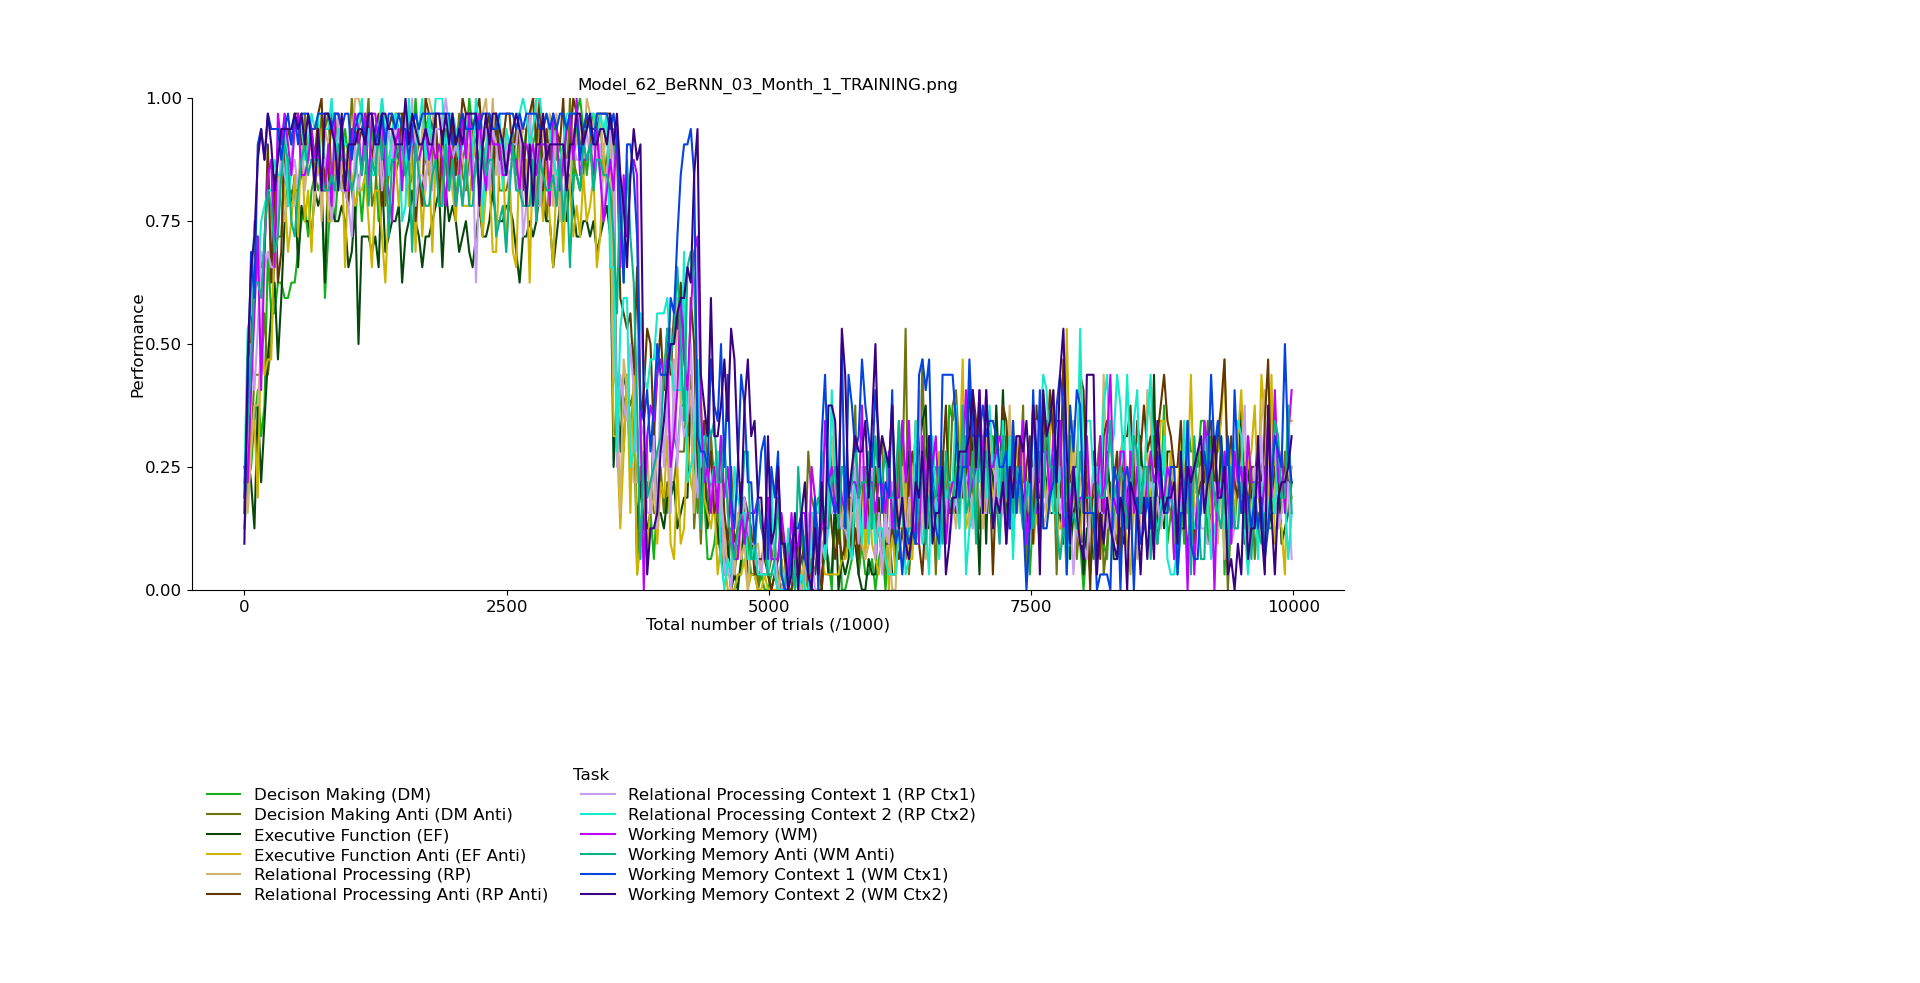 Model_62_BeRNN_03_Month_1_TRAINING.png
1.00
0.75
0.50
0.25
0.00
Performance
0 2500 5000 7500 10000
Total number of trials (/1000)
Task
Decison Making (DM)
Decision Making Anti (DM Anti)
Executive Function (EF)
Executive Function Anti (EF Anti)
Relational Processing (RP)
Relational Processing Anti (RP Anti)
Relational Processing Context 1 (RP Ctx1)
Relational Processing Context 2 (RP Ctx2)
Working Memory (WM)
Working Memory Anti (WM Anti)
Working Memory Context 1 (WM Ctx1)
Working Memory Context 2 (WM Ctx2)